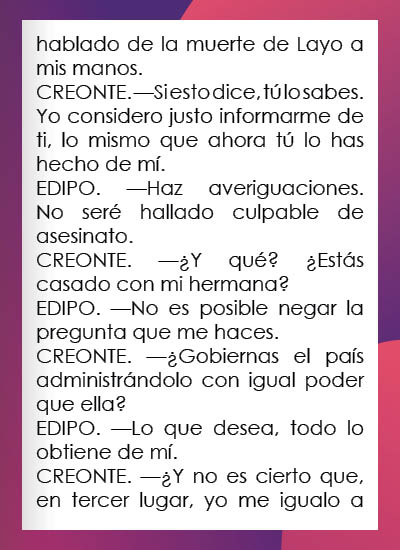 hablado de la muerte de Layo a
mis manos.
CREONTE.—Si esto dice, tú lo sabes.
Yo considero justo informarme de
ti, lo mismo que ahora tú lo has
hecho de mí.
EDIPO. —Haz averiguaciones.
No seré hallado culpable de
asesinato.
CREONTE. —¿Y qué? ¿Estás
casado con mi hermana?
EDIPO. —No es posible negar la
pregunta que me haces.
CREONTE. —¿Gobiernas el país
administrándolo con igual poder
que ella?
EDIPO. —Lo que desea, todo lo
obtiene de mí.
CREONTE. —¿Y no es cierto que,
en tercer lugar, yo me igualo a